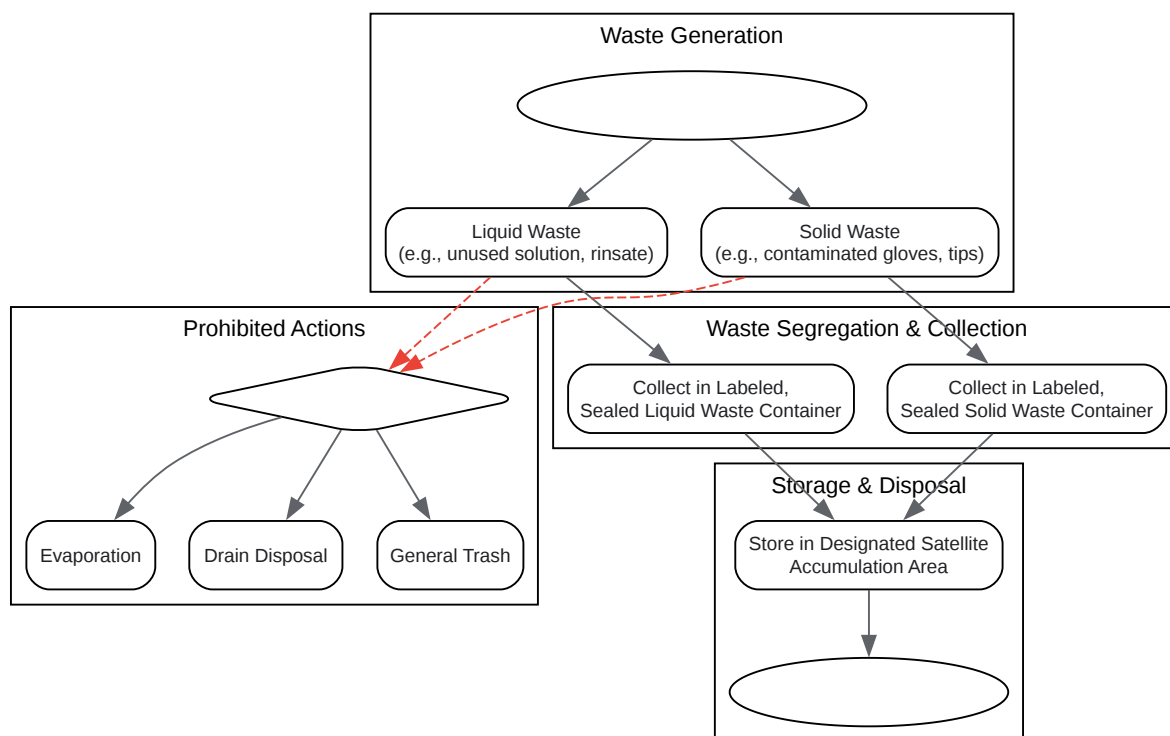 Waste Generation
Liquid Waste
(e.g., unused solution, rinsate)
Solid Waste
(e.g., contaminated gloves, tips)
Prohibited Actions
Evaporation
Drain Disposal
General Trash
Waste Segregation & Collection
Collect in Labeled,
Sealed Liquid Waste Container
Collect in Labeled,
Sealed Solid Waste Container
Storage & Disposal
Store in Designated Satellite
Accumulation Area